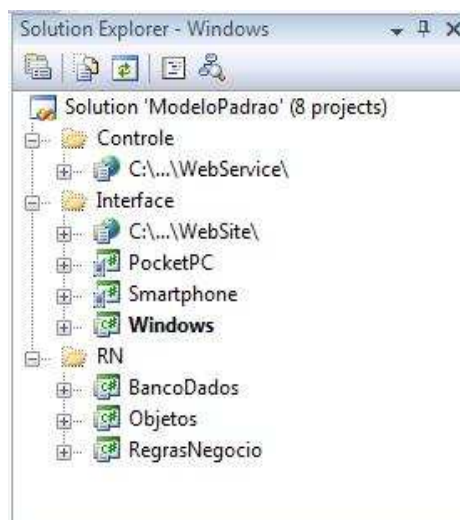 Solution Explorer - Windows
Solution 'ModeloPadrao' (8 projects)
Controle
C:\...\WebService\
Interface
C:\...\WebSite\
PocketPC
Smartphone
Windows
RN
BancoDados
Objetos
RegrasNegocio